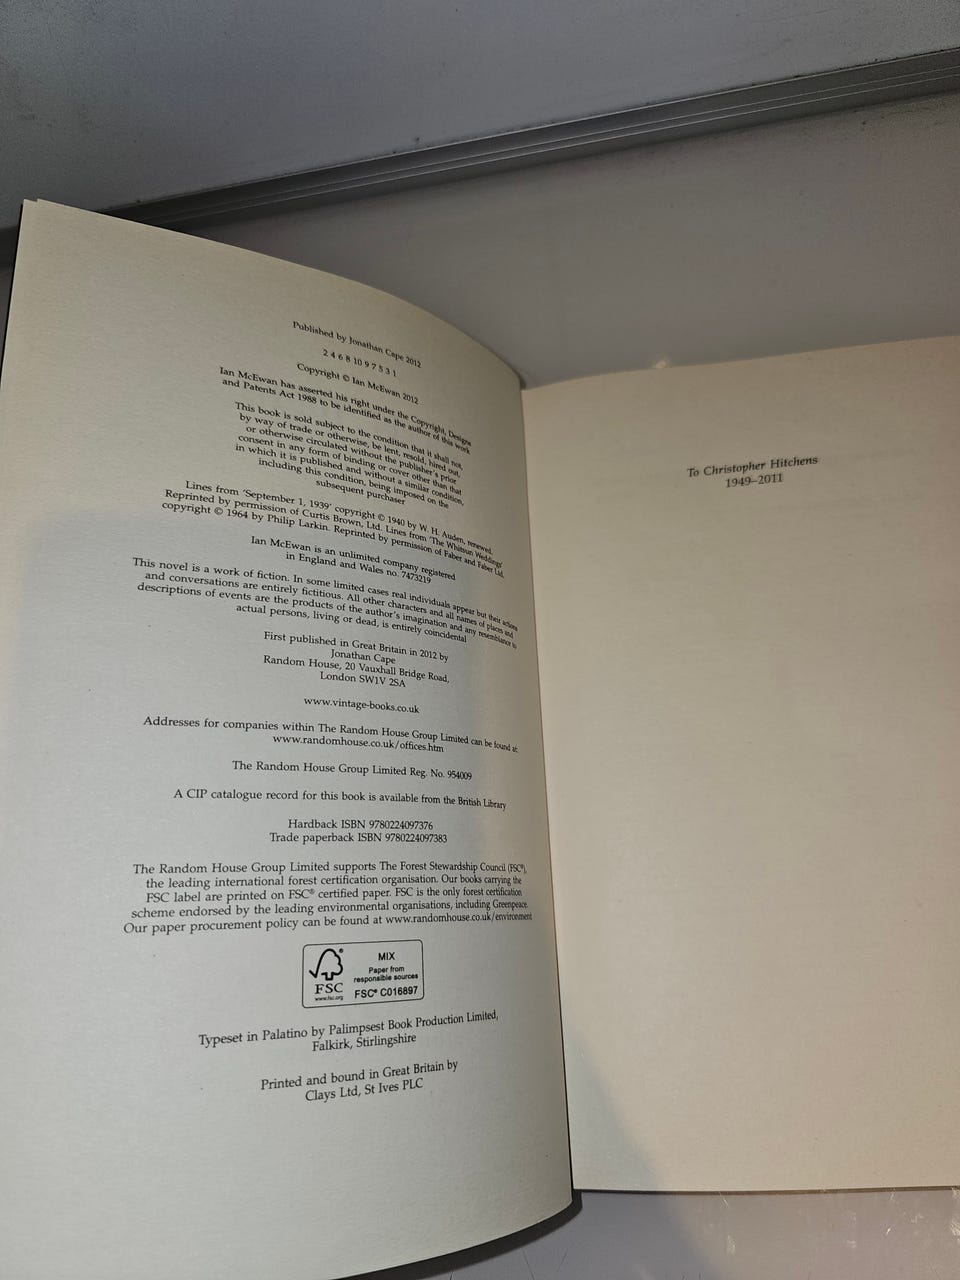 Published by Jonathan Cape 2012
2 4 6 8 10 9 7 5 3 1
Copyright © Ian McEwan 2012
Ian McEwan has asserted his right under the Copyright, Designs
and Patents Act 1988 to be identified as the author of this work
This book is sold subject to the condition that it shall not,
by way of trade or otherwise, be lent, resold, hired out,
or otherwise circulated without the publisher's prior
consent in any form of binding or cover other than that
in which it is published and without a similar condition,
including this condition, being imposed on the
subsequent purchaser
Lines from 'September 1, 1939' copyright © 1940 by W. H. Auden, renewed.
Reprinted by permission of Curtis Brown, Ltd. Lines from 'The Whitsun Weddings'
copyright © 1964 by Philip Larkin. Reprinted by permission of Faber and Faber Ltd.
Ian McEwan is an unlimited company registered
in England and Wales no. 7473219
This novel is a work of fiction. In some limited cases real individuals appear but their actions
and conversations are entirely fictitious. All other characters and all names of places and
descriptions of events are the products of the author's imagination and any resemblance to
actual persons, living or dead, is entirely coincidental
First published in Great Britain in 2012 by
Jonathan Cape
Random House, 20 Vauxhall Bridge Road,
London SW1V 2SA
www.vintage-books.co.uk
Addresses for companies within The Random House Group Limited can be found at:
www.randomhouse.co.uk/offices.htm
The Random House Group Limited Reg. No. 954009
A CIP catalogue record for this book is available from the British Library
Hardback ISBN 9780224097376
Trade paperback ISBN 9780224097383
The Random House Group Limited supports The Forest Stewardship Council (FSC®),
the leading international forest certification organisation. Our books carrying the
FSC label are printed on FSC® certified paper. FSC is the only forest certification
scheme endorsed by the leading environmental organisations, including Greenpeace.
Our paper procurement policy can be found at www.randomhouse.co.uk/environment
FSC
www.fsc.org
MIX
Paper from
responsible sources
FSC® C016897
Typeset in Palatino by Palimpsest Book Production Limited,
Falkirk, Stirlingshire
Printed and bound in Great Britain by
Clays Ltd, St Ives PLC
To Christopher Hitchens
1949–2011